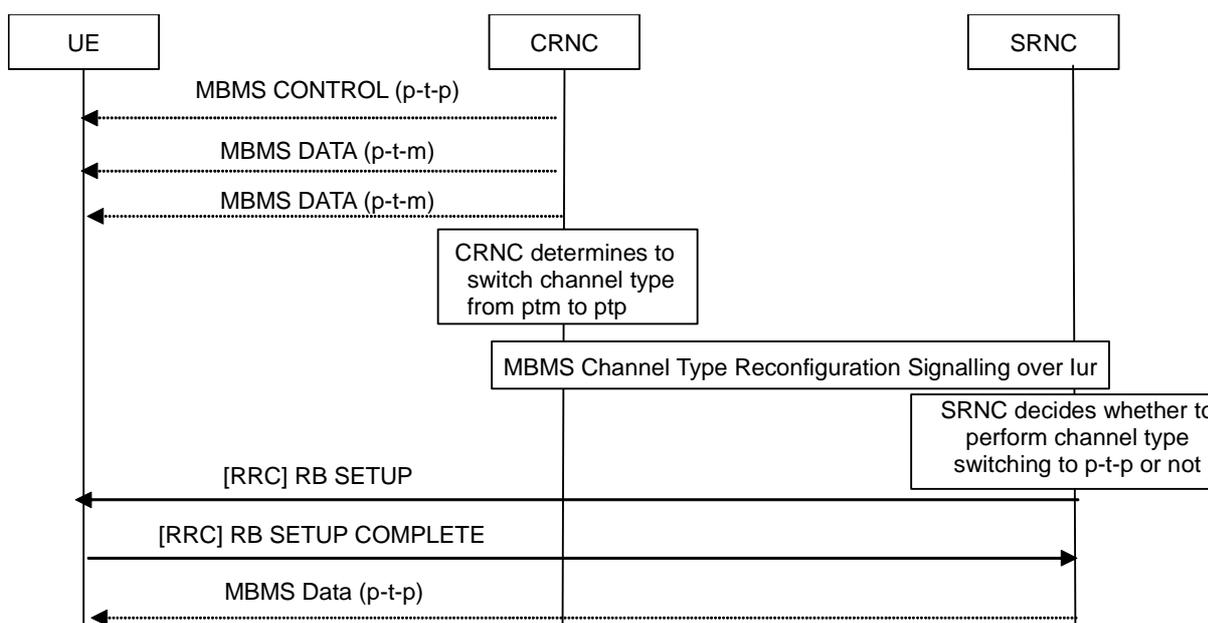 UE
CRNC
SRNC
MBMS CONTROL (p-t-p)
MBMS DATA (p-t-m)
MBMS DATA (p-t-m)
CRNC determines to
switch channel type
from ptm to ptp
MBMS Channel Type Reconfiguration Signalling over Iur
SRNC decides whether to
perform channel type
switching to p-t-p or not
[RRC] RB SETUP
[RRC] RB SETUP COMPLETE
MBMS Data (p-t-p)